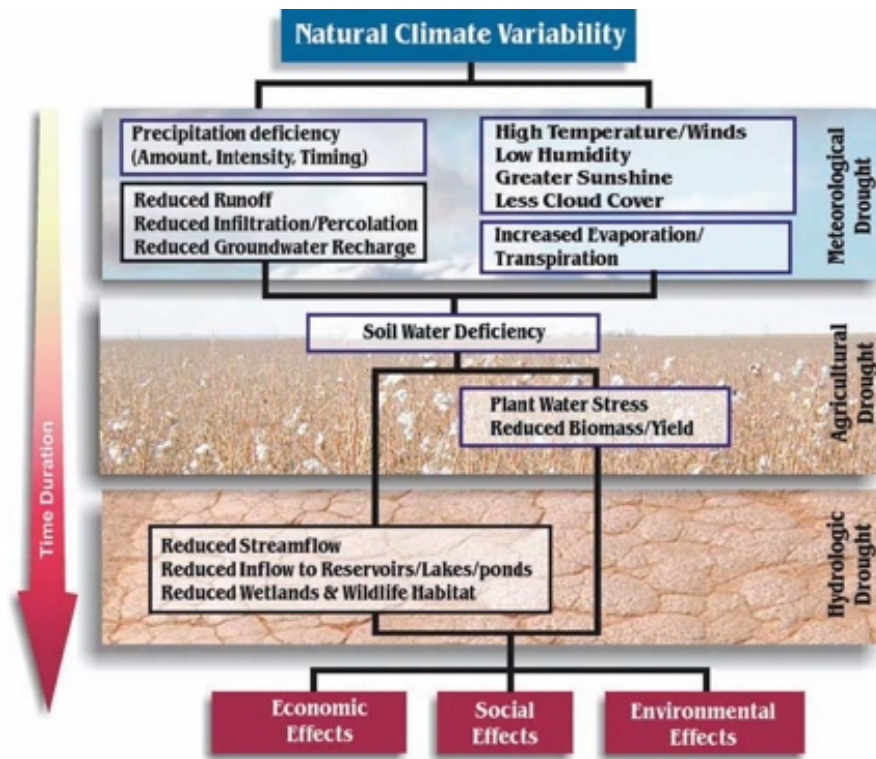 Natural Climate Variability
Precipitation deficiency
(Amount, Intensity, Timing)
High Temperature/Winds
Low Humidity
Greater Sunshine
Less Cloud Cover
Reduced Runoff
Reduced Infiltration/Percolation
Reduced Groundwater Recharge
Increased Evaporation/
Transpiration
Meteorological
Drought
Soil Water Deficiency
Plant Water Stress
Reduced Biomass/Yield
Agricultural
Drought
Time Duration
Reduced Streamflow
Reduced Inflow to Reservoirs/Lakes/ponds
Reduced Wetlands & Wildlife Habitat
Hydrologic
Drought
Economic
Effects
Social
Effects
Environmental
Effects